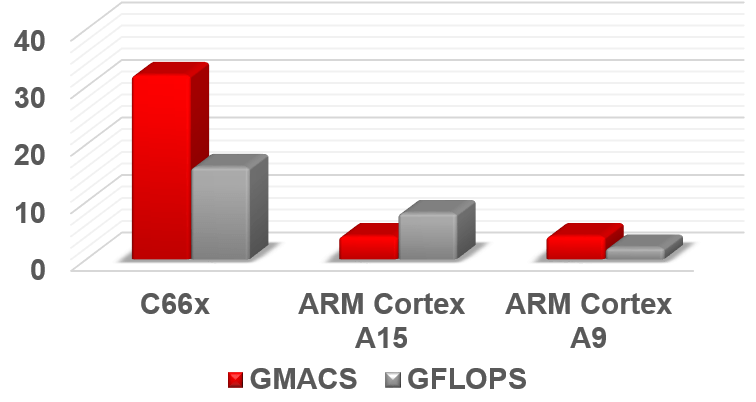 40
30
20
10
0
C66x
ARM Cortex
A15
ARM Cortex
A9
GMACS GFLOPS